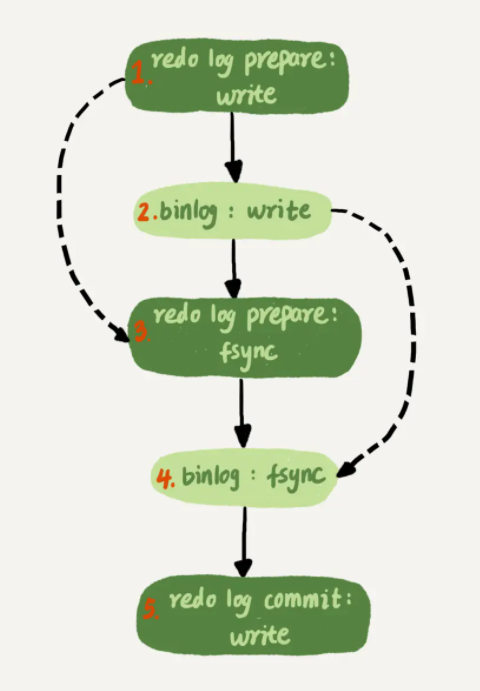 1. redo log prepare:
write
2. binlog : write
3. redo log prepare:
fsync
4. binlog : fsync
5. redo log commit:
write